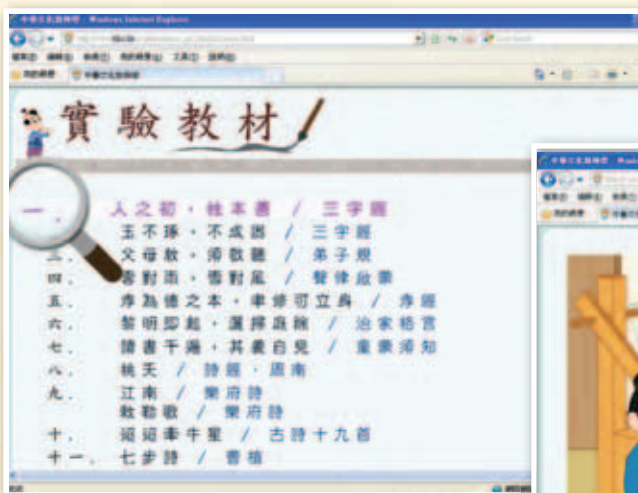 Windows Internet Explorer
實驗教材
一. 人之初,性本善 / 三字經
玉不琢,不成器 / 三字經
三. 父母教,須敬聽 / 弟子規
四. 雲對雨,雪對風 / 聲律啟蒙
五. 孝為德之本,修可立身 / 孝經
六. 黎明即起,灑掃庭除 / 治家格言
七. 讀書千遍,其義自見 / 童蒙須知
八. 桃夭 / 詩經.周南
九. 江南 / 樂府詩
敕勒歌 / 樂府詩
十. 迢迢牽牛星 / 古詩十九首
十一. 七步詩 / 曹植